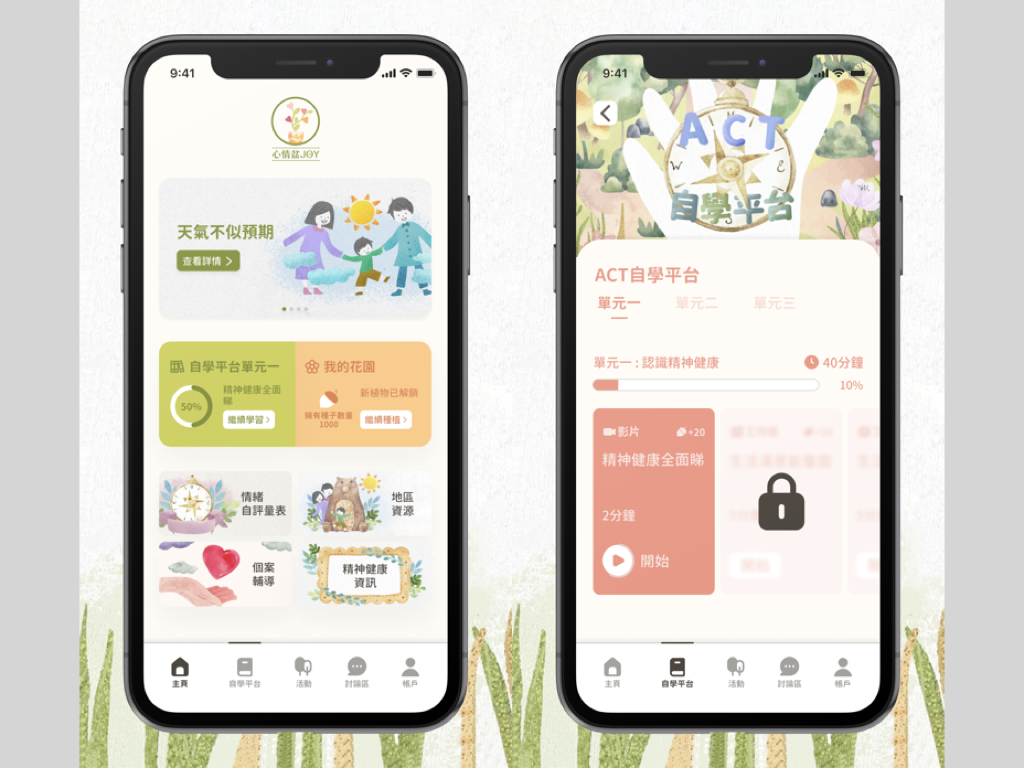 9:41
心情盆JOY
天氣不似預期
查看詳情
自學平台單元一
50%
精神健康全面
睇
繼續學習
我的花園
擁有種子數量
1000
新植物已解鎖
繼續種植
情緒
自評量表
地區
資源
個案
輔導
精神健康
資訊
主頁
自學平台
活動
討論區
帳戶
9:41
ACT
W
E
自學平台
ACT自學平台
單元一
單元二
單元三
單元一 : 認識精神健康
40分鐘
10%
影片
+20
精神健康全面睇
2分鐘
開始
主頁
自學平台
活動
討論區
帳戶